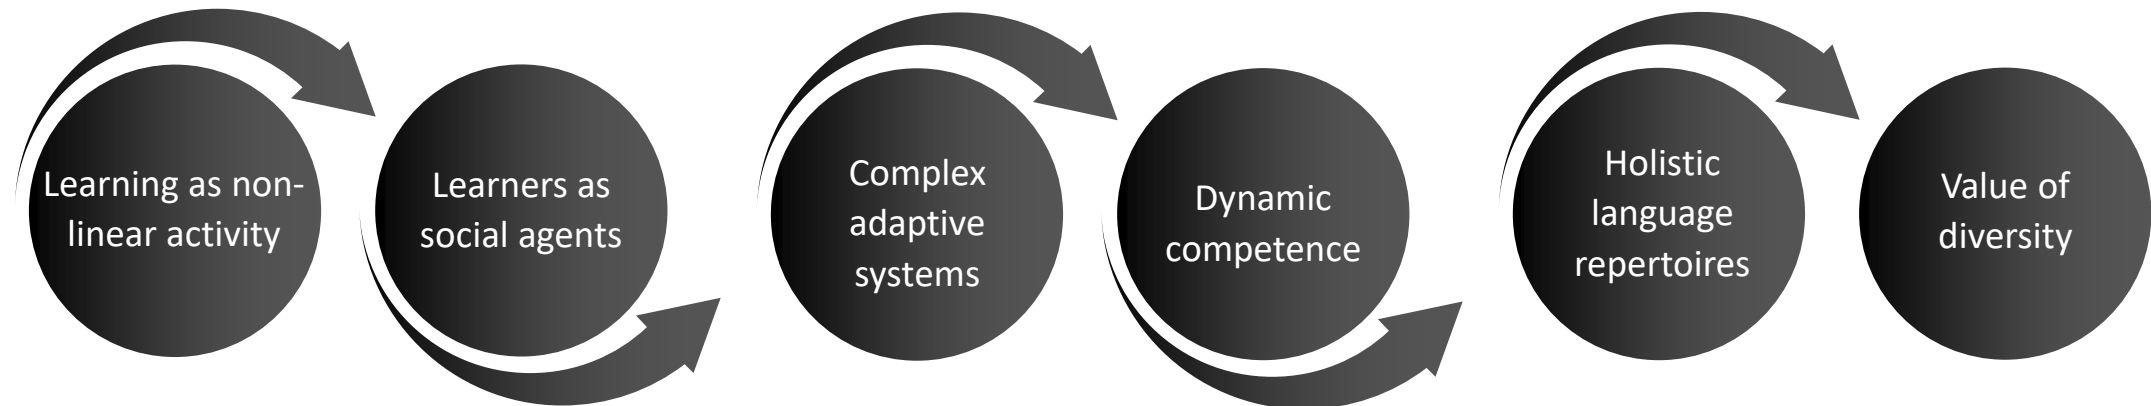 Learning as non-
linear activity
Learners as
social agents
Complex
adaptive
systems
Dynamic
competence
Holistic
language
repertoires
Value of
diversity